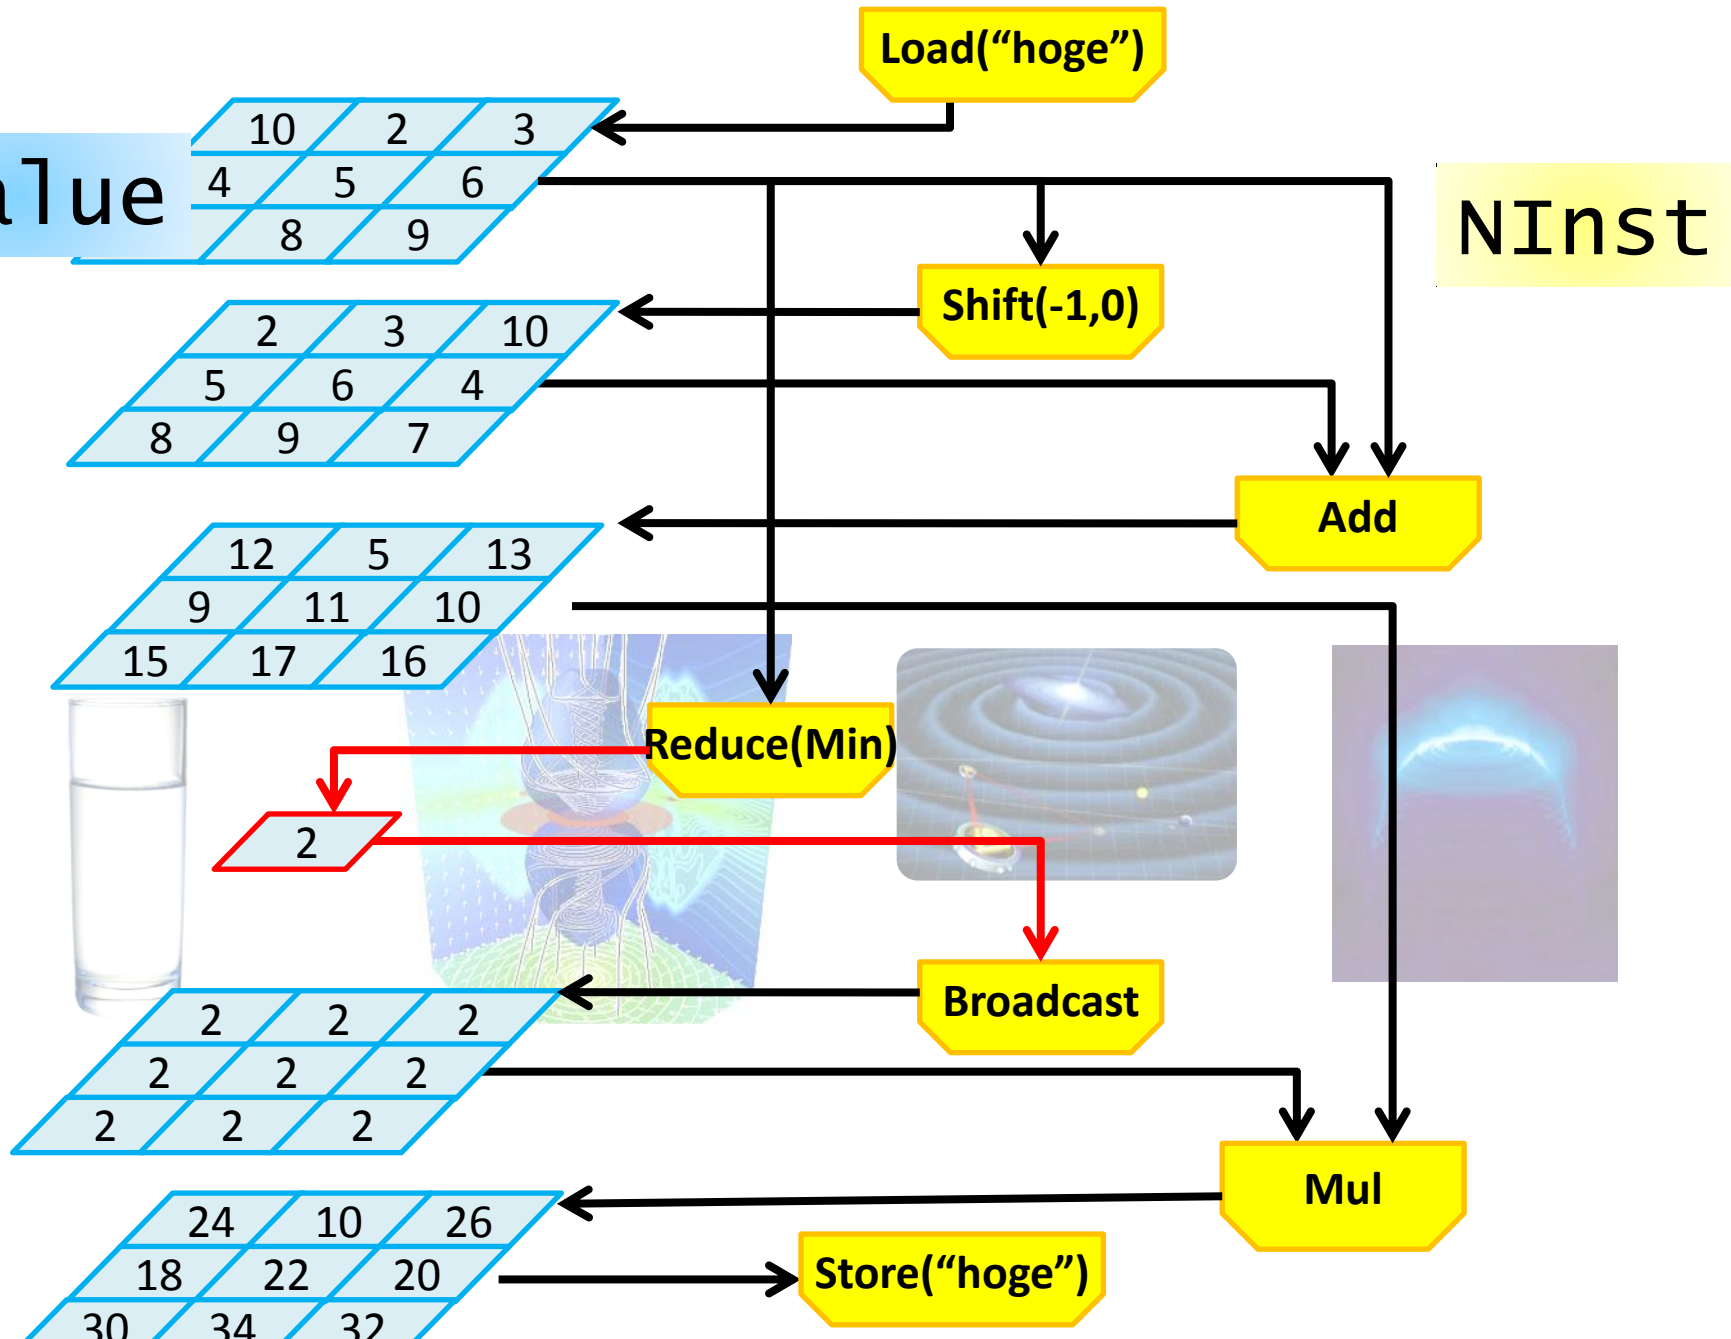 Load(“hoge”)
10 2 3
alue
4 5 6
NInst
8 9
Shift(-1,0)
2 3 10
5 6 4
8 9 7
Add
12 5 13
9 11 10
15 17 16
Reduce(Min)
2
Broadcast
2 2 2
2 2 2
2 2 2
Mul
24 10 26
18 22 20
Store(“hoge”)
30 34 32